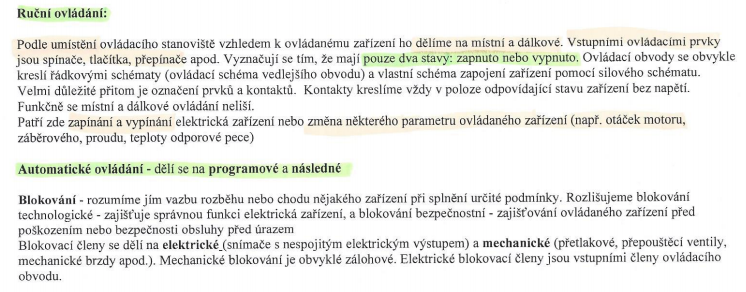 Ruční ovládání:
Podle umístění ovládacího stanoviště vzhledem k ovládanému zařízení ho dělíme na místní a dálkové. Vstupními ovládacími prvky
jsou spínače, tlačítka, přepínače apod. Vyznačují se tím, že mají pouze dva stavy: zapnuto nebo vypnuto. Ovládací obvody se obvykle
kreslí řádkovými schématy (ovládací schéma vedlejšího obvodu) a vlastní schéma zapojení zařízení pomocí silového schématu.
Velmi důležité přitom je označení prvků a kontaktů.  Kontakty kreslíme vždy v poloze odpovídající stavu zařízení bez napětí.
Funkčně se místní a dálkové ovládání neliší.
Patří zde zapínání a vypínání elektrická zařízení nebo změna některého parametru ovládaného zařízení (např. otáček motoru,
záběrového, proudu, teploty odporové pece)
Automatické ovládání - dělí se na programové a následné
Blokování - rozumíme jím vazbu rozběhu nebo chodu nějakého zařízení při splnění určité podmínky. Rozlišujeme blokování
technologické - zajišťuje správnou funkci elektrická zařízení, a blokování bezpečnostní - zajišťování ovládaného zařízení před
poškozením nebo bezpečnosti obsluhy před úrazem
Blokovací členy se dělí na elektrické (snímače s nespojitým elektrickým výstupem) a mechanické (přetlakové, přepouštěcí ventily,
mechanické brzdy apod.). Mechanické blokování je obvyklé zálohové. Elektrické blokovací členy jsou vstupními členy ovládacího
obvodu.